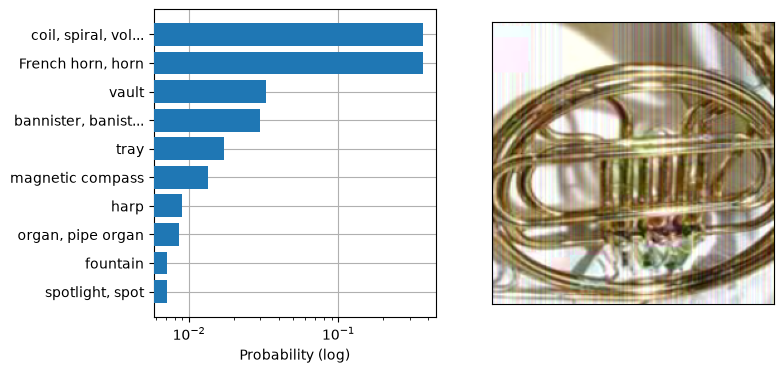 coil, spiral, vol...
French horn, horn
vault
bannister, banist...
tray
magnetic compass
harp
organ, pipe organ
fountain
spotlight, spot
10⁻² 10⁻¹
Probability (log)